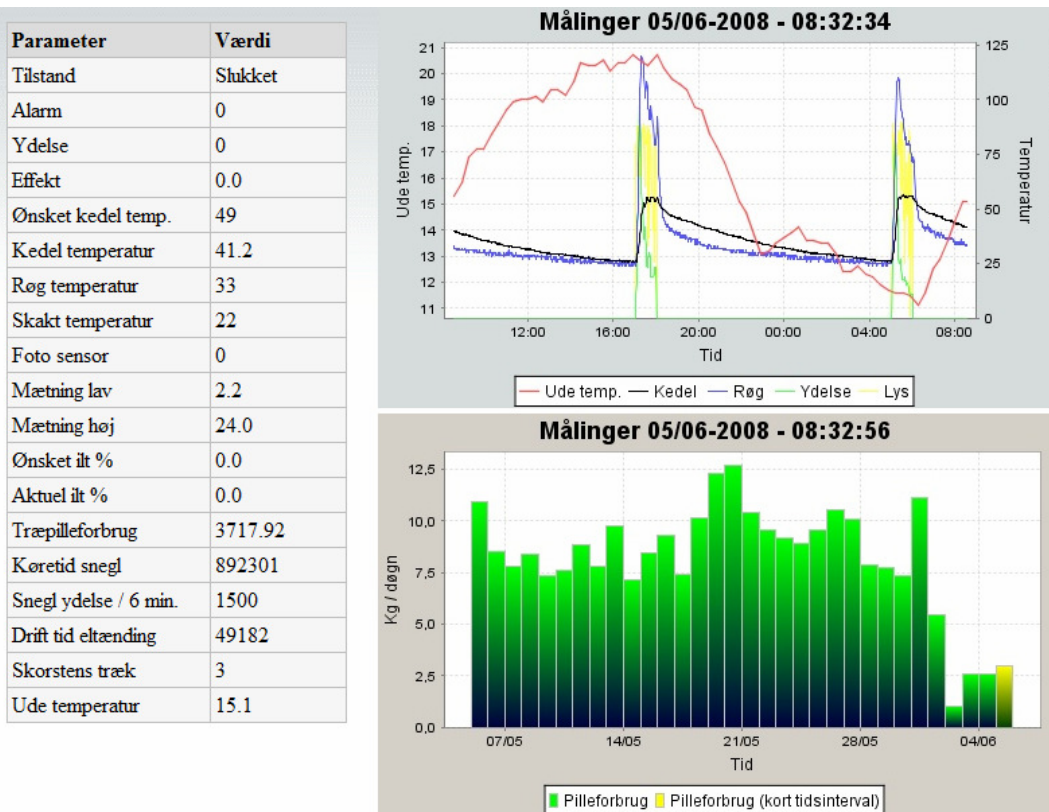 Parameter Værdi
Tilstand Slukket
Alarm 0
Ydelse 0
Effekt 0.0
Ønsket kedel temp. 49
Kedel temperatur 41.2
Røg temperatur 33
Skakt temperatur 22
Foto sensor 0
Mætning lav 2.2
Mætning høj 24.0
Ønsket ilt % 0.0
Aktuel ilt % 0.0
Træpilleforbrug 3717.92
Køretid snegl 892301
Snegl ydelse / 6 min. 1500
Drift tid eltænding 49182
Skorstens træk 3
Ude temperatur 15.1
Målinger 05/06-2008 - 08:32:34
Ude temp.
21
20
19
18
17
16
15
14
13
12
11
125
100
75
50
25
0
Temperatur
12:00 16:00 20:00 00:00 04:00 08:00
Tid
Ude temp. Kedel Røg Ydelse Lys
Målinger 05/06-2008 - 08:32:56
Kg / døgn
12,5
10,0
7,5
5,0
2,5
0,0
07/05 14/05 21/05 28/05 04/06
Tid
Pilleforbrug Pilleforbrug (kort tidsinterval)